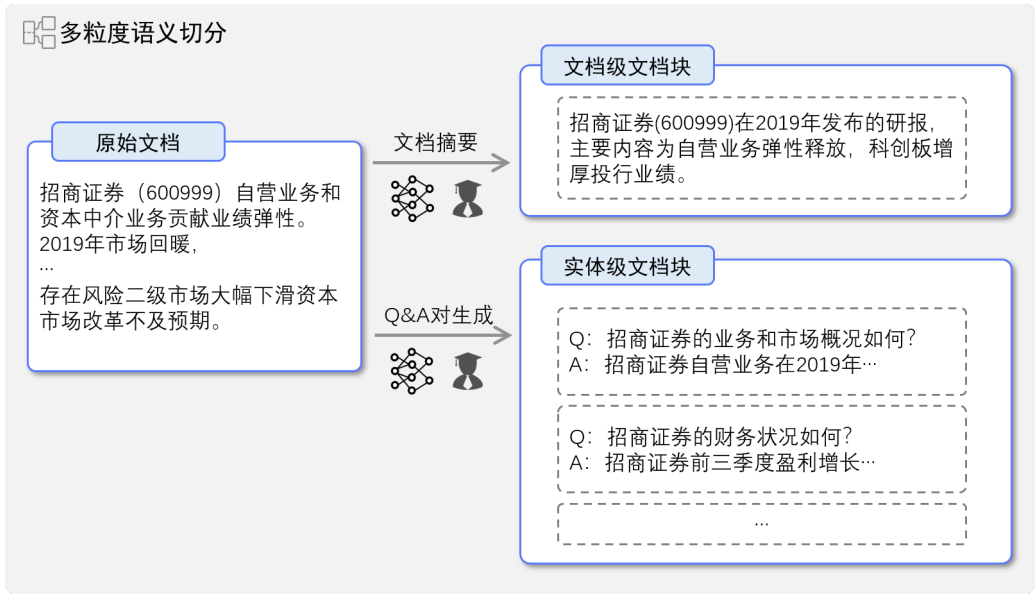 多粒度语义切分
原始文档
招商证券（600999）自营业务和
资本中介业务贡献业绩弹性。
2019年市场回暖，
…
存在风险二级市场大幅下滑资本
市场改革不及预期。
文档摘要
Q&A对生成
文档级文档块
招商证券(600999)在2019年发布的研报，
主要内容为自营业务弹性释放，科创板增
厚投行业绩。
实体级文档块
Q：招商证券的业务和市场概况如何？
A：招商证券自营业务在2019年…
Q：招商证券的财务状况如何？
A：招商证券前三季度盈利增长…
…